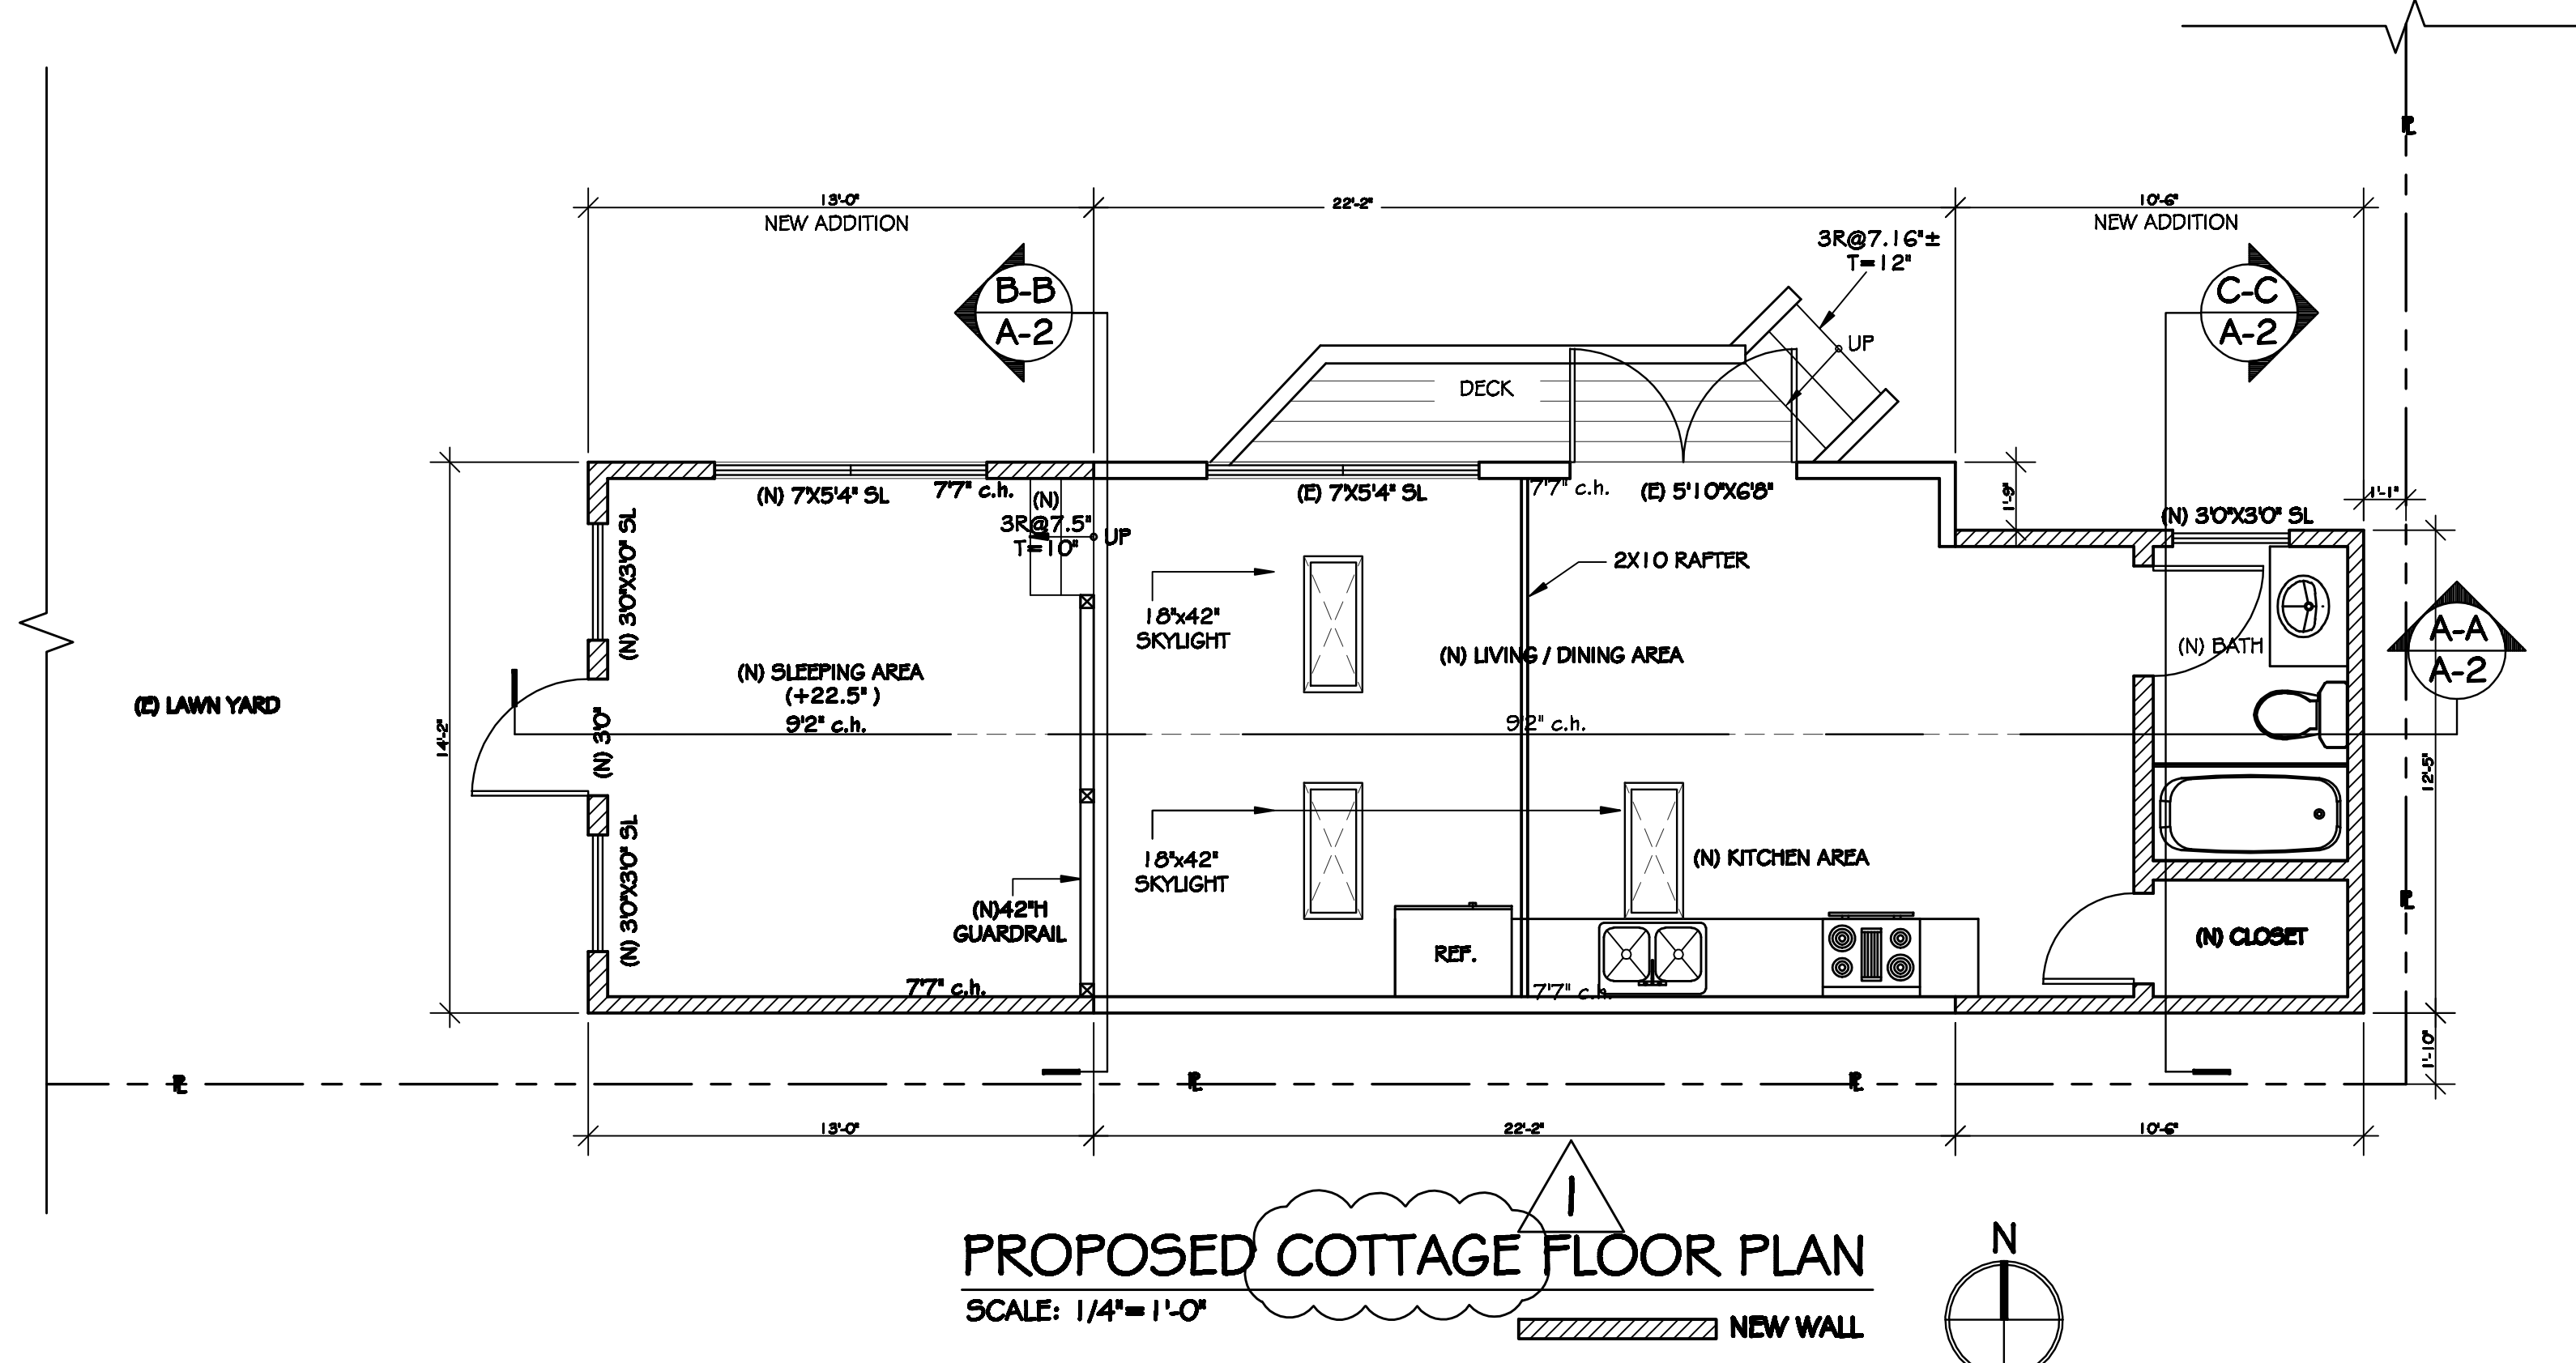 PL
13'-0"
NEW ADDITION
22'-2"
10'-6"
NEW ADDITION
3R@7.16"±
T=12"
B-B
A-2
C-C
A-2
UP
DECK
(N) 7'X5'4" SL
7'7" c.h.
(N)
3R@7.5"
T=10"
UP
(E) 7'X5'4" SL
7'7" c.h.
(E) 5'10"X6'8"
1'-9"
1'-1"
(N) 3'0"X3'0" SL
(N) 3'0"X3'0" SL
2X10 RAFTER
18"x42"
SKYLIGHT
(N) LIVING / DINING AREA
(N) BATH
A-A
A-2
(N) SLEEPING AREA
(+22.5" )
9'2" c.h.
9'2" c.h.
(E) LAWN YARD
14'-2"
(N) 3'0"
12'-5"
18"x42"
SKYLIGHT
(N) KITCHEN AREA
(N) 3'0"X3'0" SL
(N)42"H
GUARDRAIL
REF.
(N) CLOSET
PL
7'7" c.h.
7'7" c.h.
1'-10"
PL
PL
PL
13'-0"
22'-2"
10'-6"
1
PROPOSED COTTAGE FLOOR PLAN
SCALE: 1/4"=1'-0"
NEW WALL
N